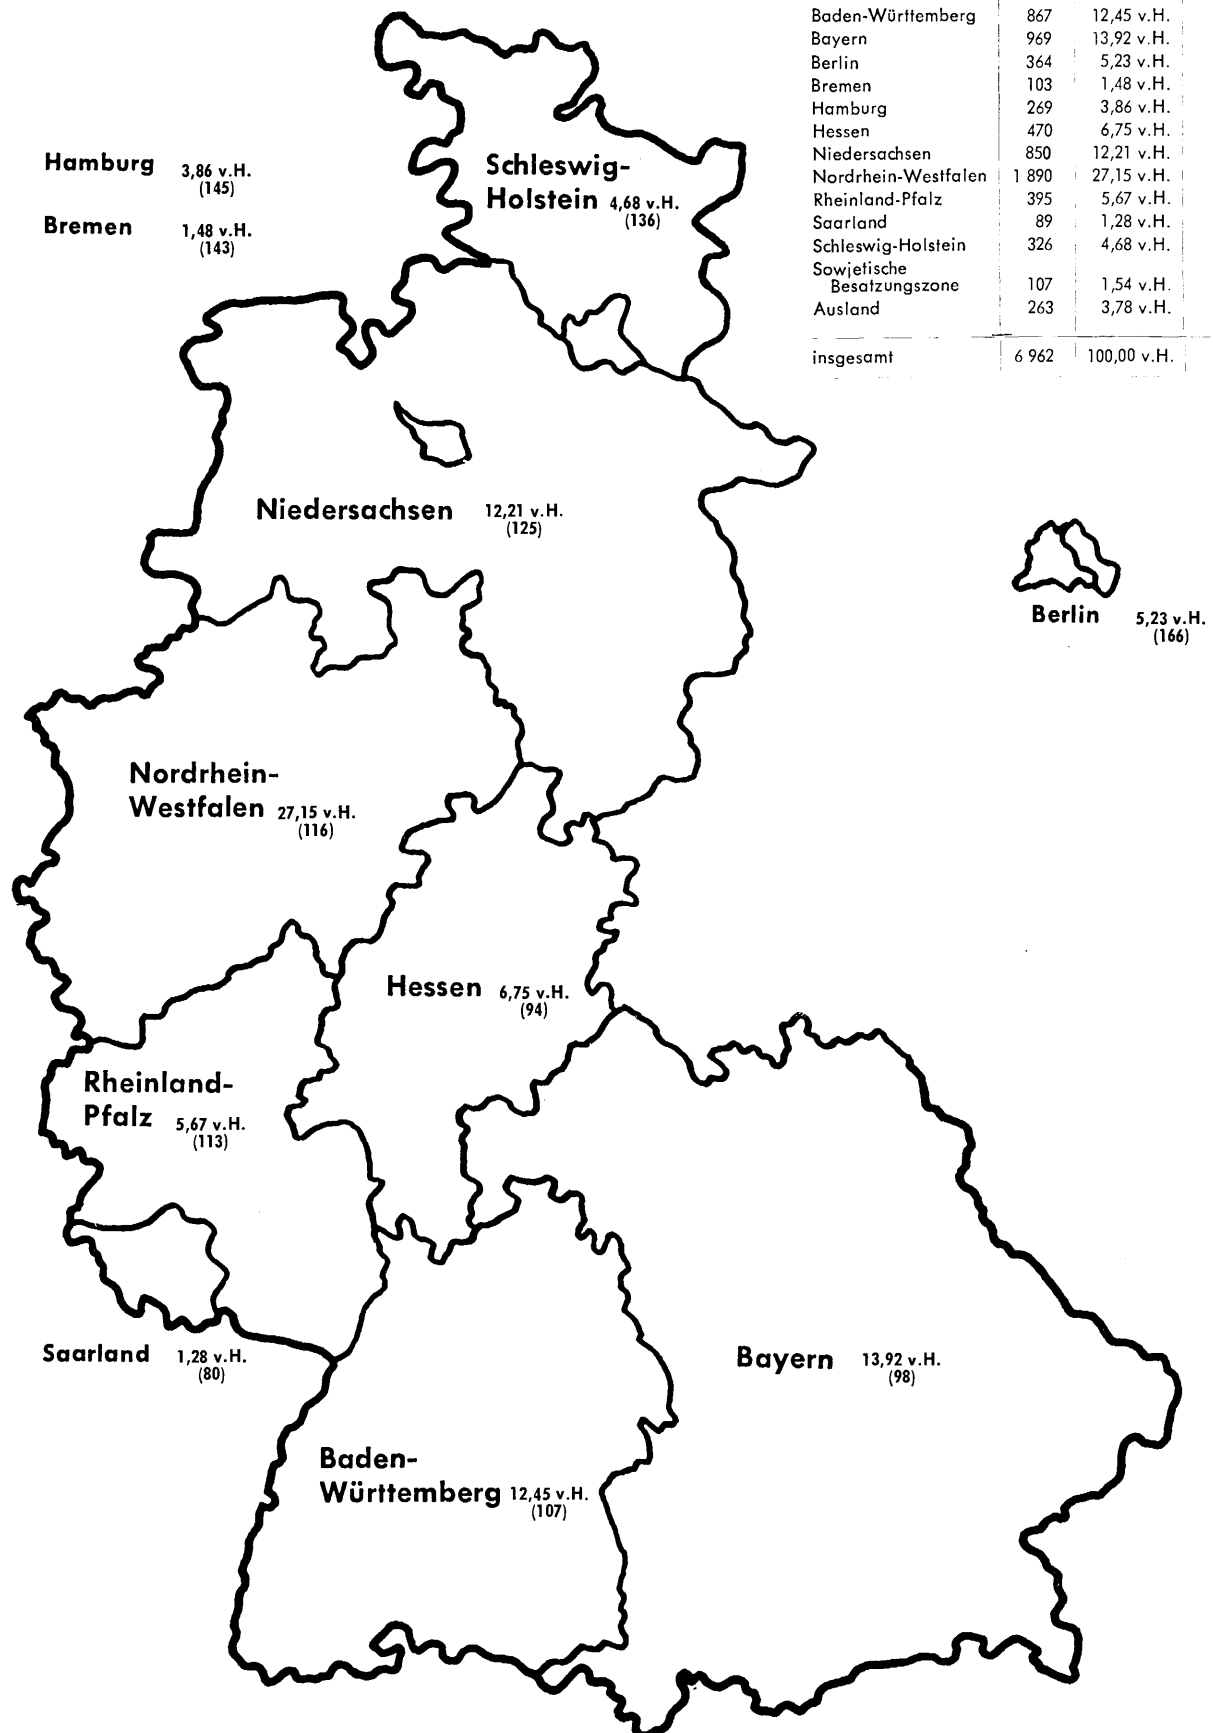 Baden-Württemberg 867 12,45 v.H.
Bayern 969 13,92 v.H.
Berlin 364 5,23 v.H.
Bremen 103 1,48 v.H.
Hamburg 269 3,86 v.H.
Hessen 470 6,75 v.H.
Niedersachsen 850 12,21 v.H.
Nordrhein-Westfalen 1 890 27,15 v.H.
Rheinland-Pfalz 395 5,67 v.H.
Saarland 89 1,28 v.H.
Schleswig-Holstein 326 4,68 v.H.
Sowjetische
Besatzungszone 107 1,54 v.H.
Ausland 263 3,78 v.H.
insgesamt 6 962 100,00 v.H.
Hamburg 3,86 v.H.
(145)
Bremen 1,48 v.H.
(143)
Schleswig-
Holstein 4,68 v.H.
(136)
Niedersachsen 12,21 v.H.
(125)
Berlin 5,23 v.H.
(166)
Nordrhein-
Westfalen 27,15 v.H.
(116)
Hessen 6,75 v.H.
(94)
Rheinland-
Pfalz 5,67 v.H.
(113)
Saarland 1,28 v.H.
(80)
Bayern 13,92 v.H.
(98)
Baden-
Württemberg 12,45 v.H.
(107)